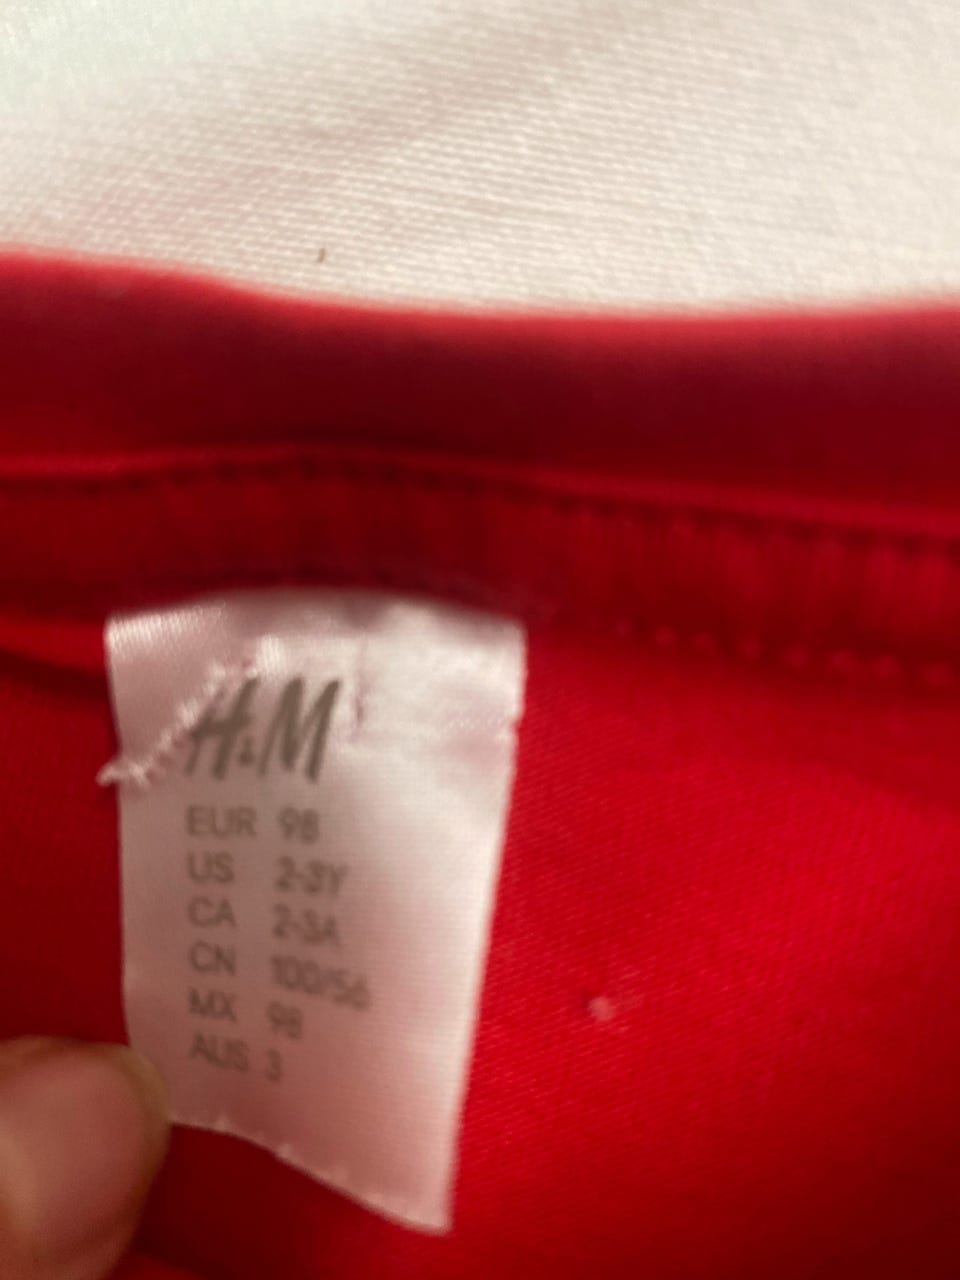 H&M
EUR 98
US 2-3Y
CA 2-3A
CN 100/56
MX 98
AUS 3